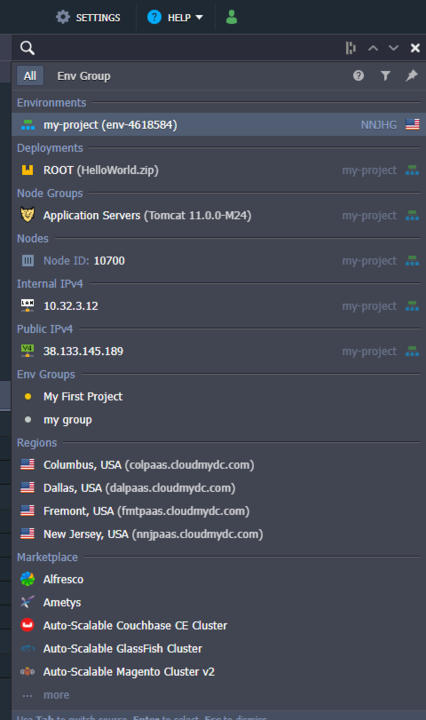 SETTINGS HELP
All Env Group
Environments
my-project (env-4618584) NNJHG
Deployments
ROOT (HelloWorld.zip) my-project
Node Groups
Application Servers (Tomcat 11.0.0-M24) my-project
Nodes
Node ID: 10700 my-project
Internal IPv4
LAN 10.32.3.12 my-project
Public IPv4
V4 38.133.145.189 my-project
Env Groups
My First Project
my group
Regions
Columbus, USA (colpaas.cloudmydc.com)
Dallas, USA (dalpaas.cloudmydc.com)
Fremont, USA (fmtpaas.cloudmydc.com)
New Jersey, USA (nnjpaas.cloudmydc.com)
Marketplace
Alfresco
Ametys
Auto-Scalable Couchbase CE Cluster
Auto-Scalable GlassFish Cluster
Auto-Scalable Magento Cluster v2
... more
Use Tab to switch source, Enter to select, Esc to dismiss